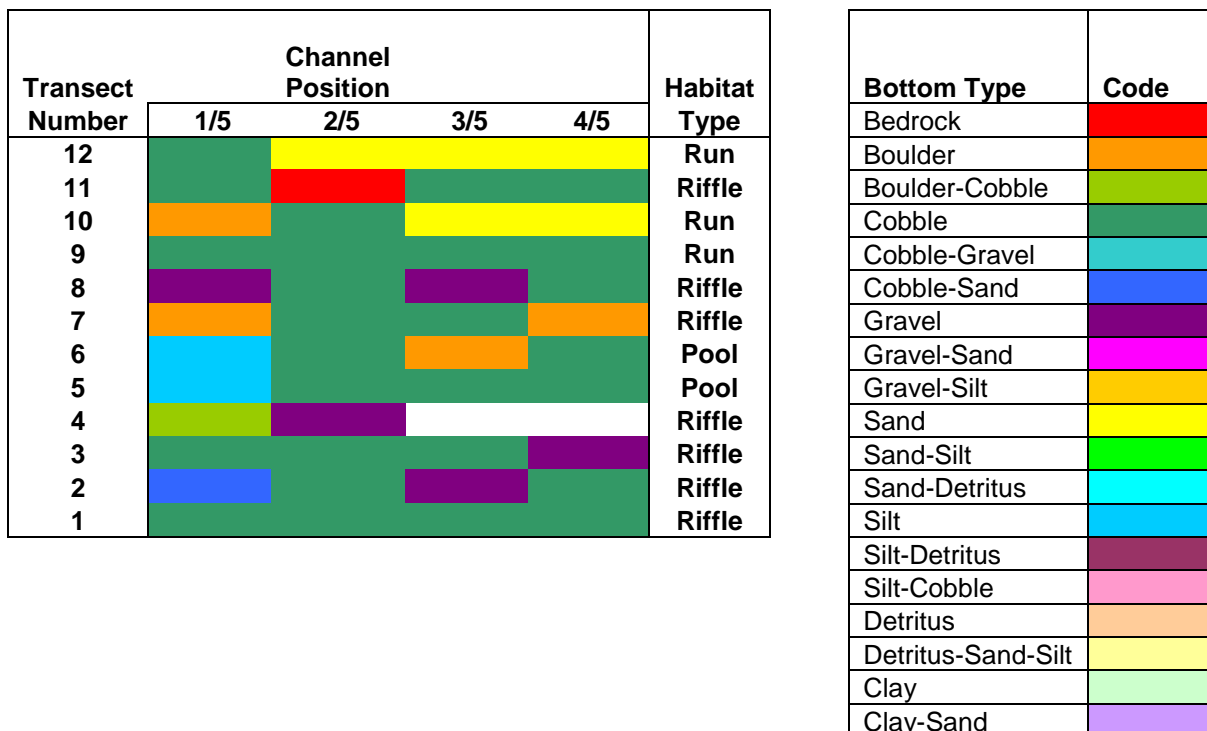 Channel
Transect Position Habitat
Number 1/5 2/5 3/5 4/5 Type
12 Run
11 Riffle
10 Run
9 Run
8 Riffle
7 Riffle
6 Pool
5 Pool
4 Riffle
3 Riffle
2 Riffle
1 Riffle
Bottom Type Code
Bedrock
Boulder
Boulder-Cobble
Cobble
Cobble-Gravel
Cobble-Sand
Gravel
Gravel-Sand
Gravel-Silt
Sand
Sand-Silt
Sand-Detritus
Silt
Silt-Detritus
Silt-Cobble
Detritus
Detritus-Sand-Silt
Clay
Clay-Sand